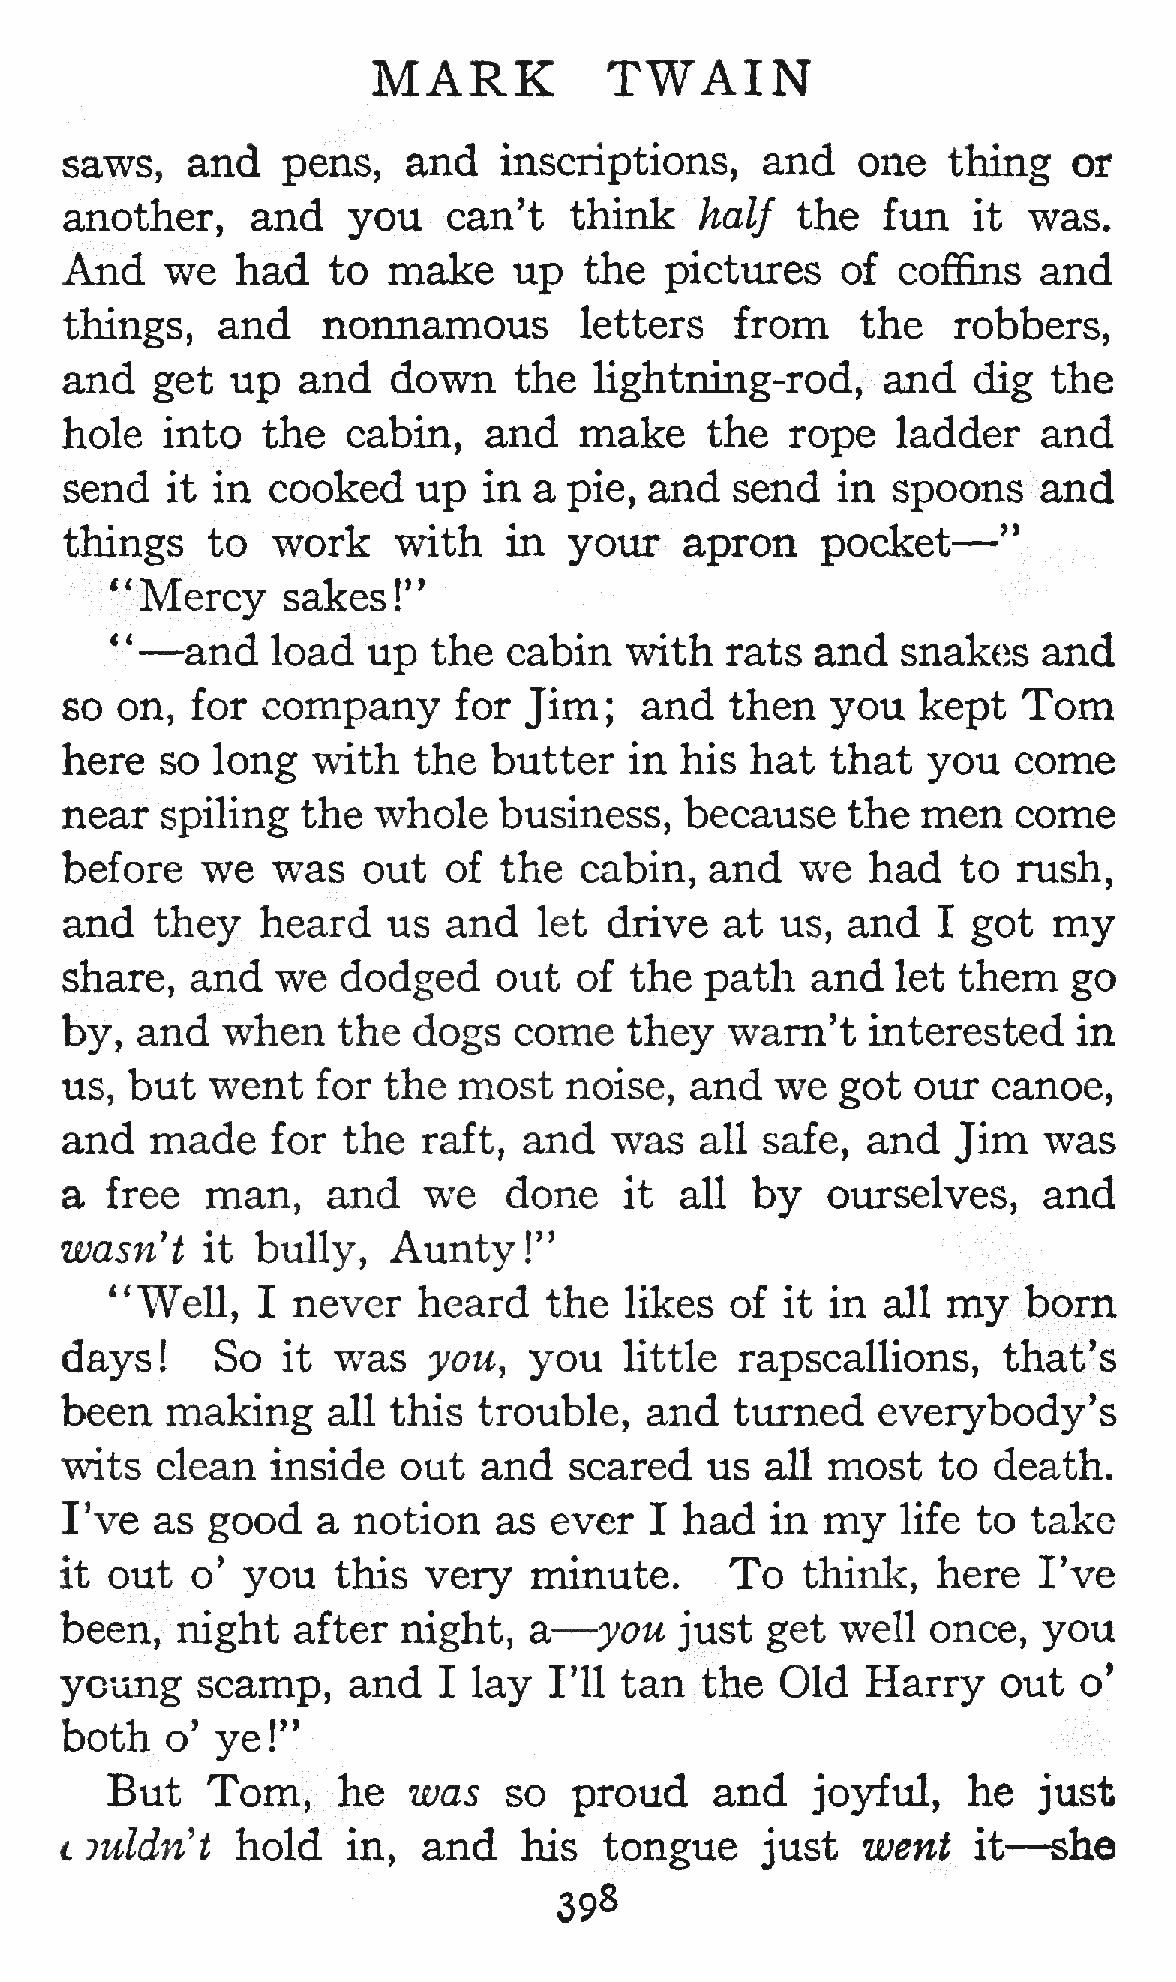 MARK TWAIN
saws, and pens, and inscriptions, and one thing or
another, and you can't think half the fun it was.
And we had to make up the pictures of coffins and
things, and nonnamous letters from the robbers,
and get up and down the lightning-rod, and dig the
hole into the cabin, and make the rope ladder and
send it in cooked up in a pie, and send in spoons and
things to work with in your apron pocket—"
"Mercy sakes!"
"—and load up the cabin with rats and snakes and
so on, for company for Jim; and then you kept Tom
here so long with the butter in his hat that you come
near spiling the whole business, because the men come
before we was out of the cabin, and we had to rush,
and they heard us and let drive at us, and I got my
share, and we dodged out of the path and let them go
by, and when the dogs come they warn't interested in
us, but went for the most noise, and we got our canoe,
and made for the raft, and was all safe, and Jim was
a free man, and we done it all by ourselves, and
wasn't it bully, Aunty!"
"Well, I never heard the likes of it in all my born
days! So it was you, you little rapscallions, that's
been making all this trouble, and turned everybody's
wits clean inside out and scared us all most to death.
I've as good a notion as ever I had in my life to take
it out o' you this very minute. To think, here I've
been, night after night, a—you just get well once, you
young scamp, and I lay I'll tan the Old Harry out o'
both o' ye!"
But Tom, he was so proud and joyful, he just
couldn't hold in, and his tongue just went it—she
398